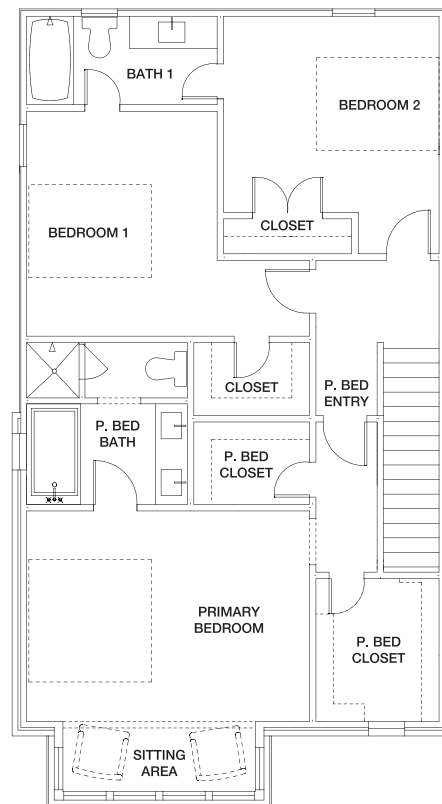 BATH 1
BEDROOM 2
BEDROOM 1
CLOSET
CLOSET
P. BED
ENTRY
P. BED
BATH
P. BED
CLOSET
PRIMARY
BEDROOM
P. BED
CLOSET
SITTING
AREA